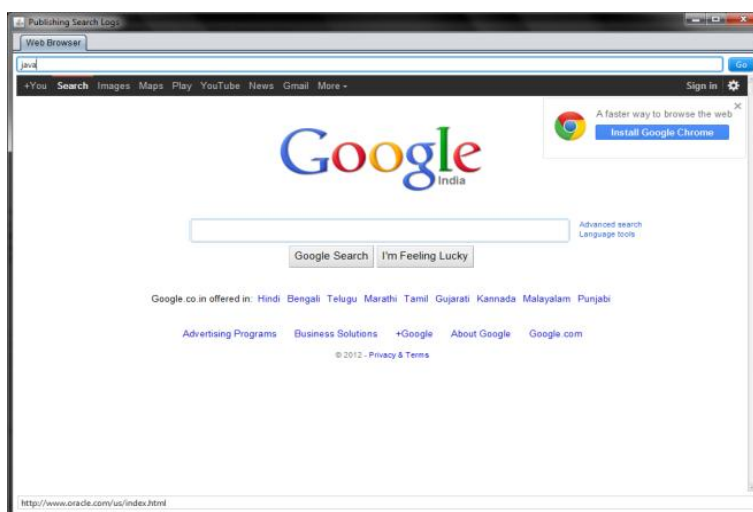 Publishing Search Logs
Web Browser
java Go
+You Search Images Maps Play YouTube News Gmail More Sign in
A faster way to browse the web
Install Google Chrome
Google
India
Advanced search
Language tools
Google Search I'm Feeling Lucky
Google.co.in offered in: Hindi Bengali Telugu Marathi Tamil Gujarati Kannada Malayalam Punjabi
Advertising Programs Business Solutions +Google About Google Google.com
© 2012 - Privacy & Terms
http://www.oracle.com/us/index.html